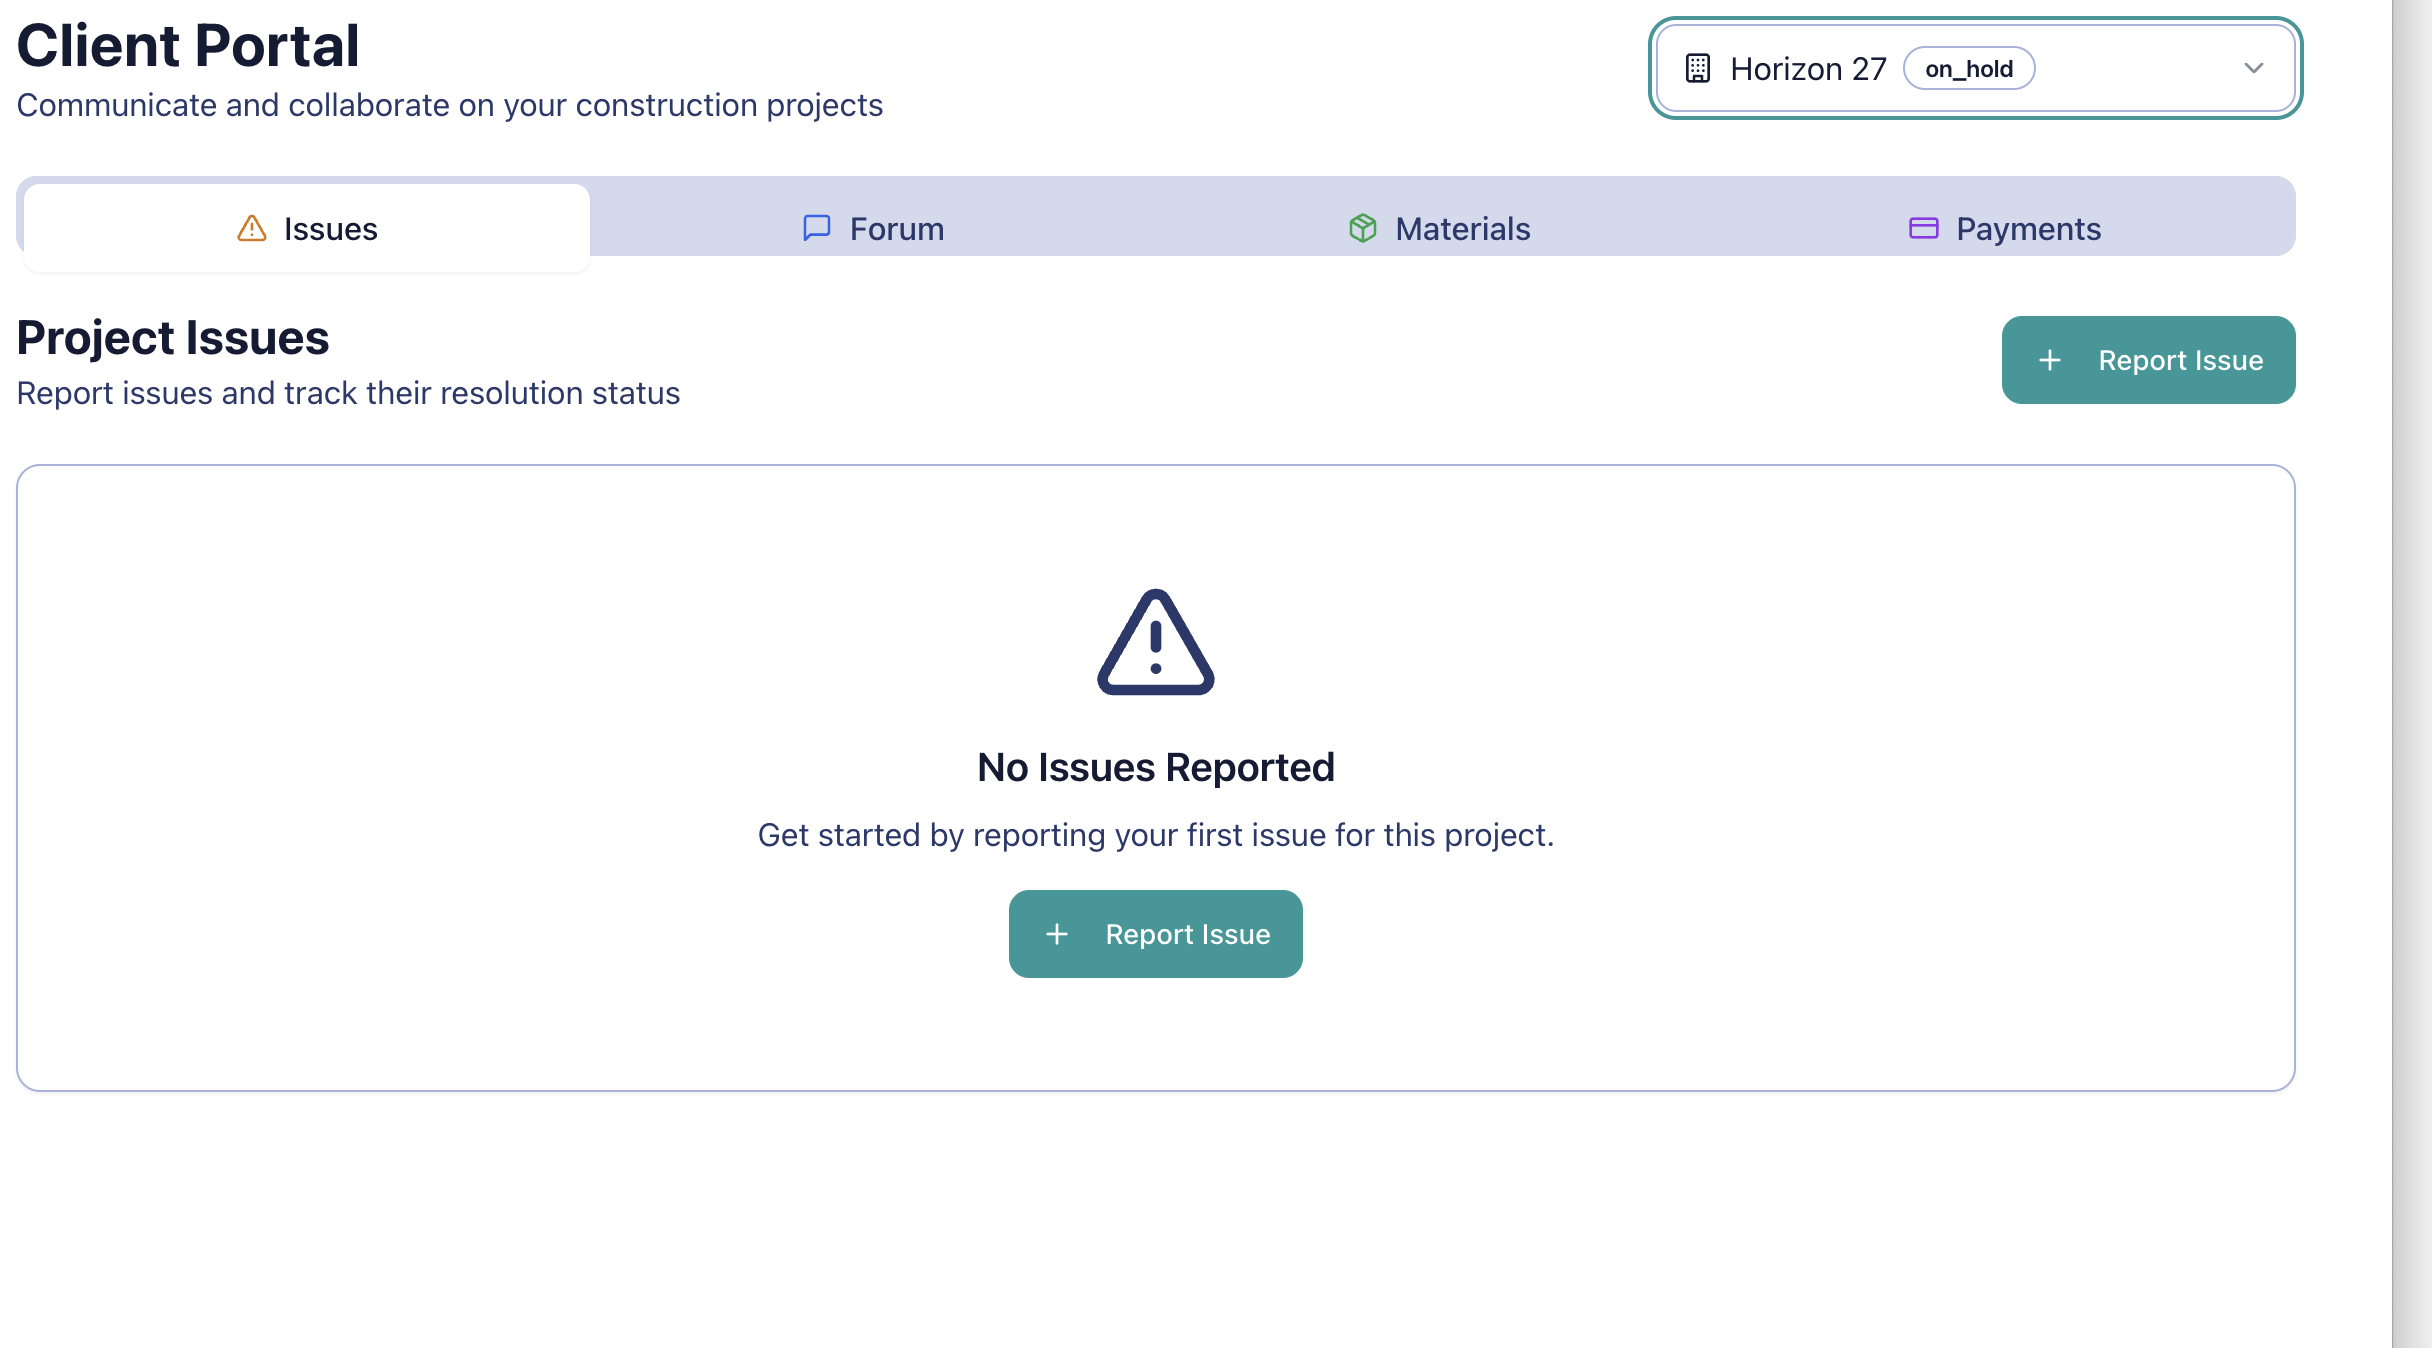 Client Portal
Communicate and collaborate on your construction projects
Horizon 27 on_hold
Issues
Forum
Materials
Payments
Project Issues
Report issues and track their resolution status
Report Issue
No Issues Reported
Get started by reporting your first issue for this project.
Report Issue